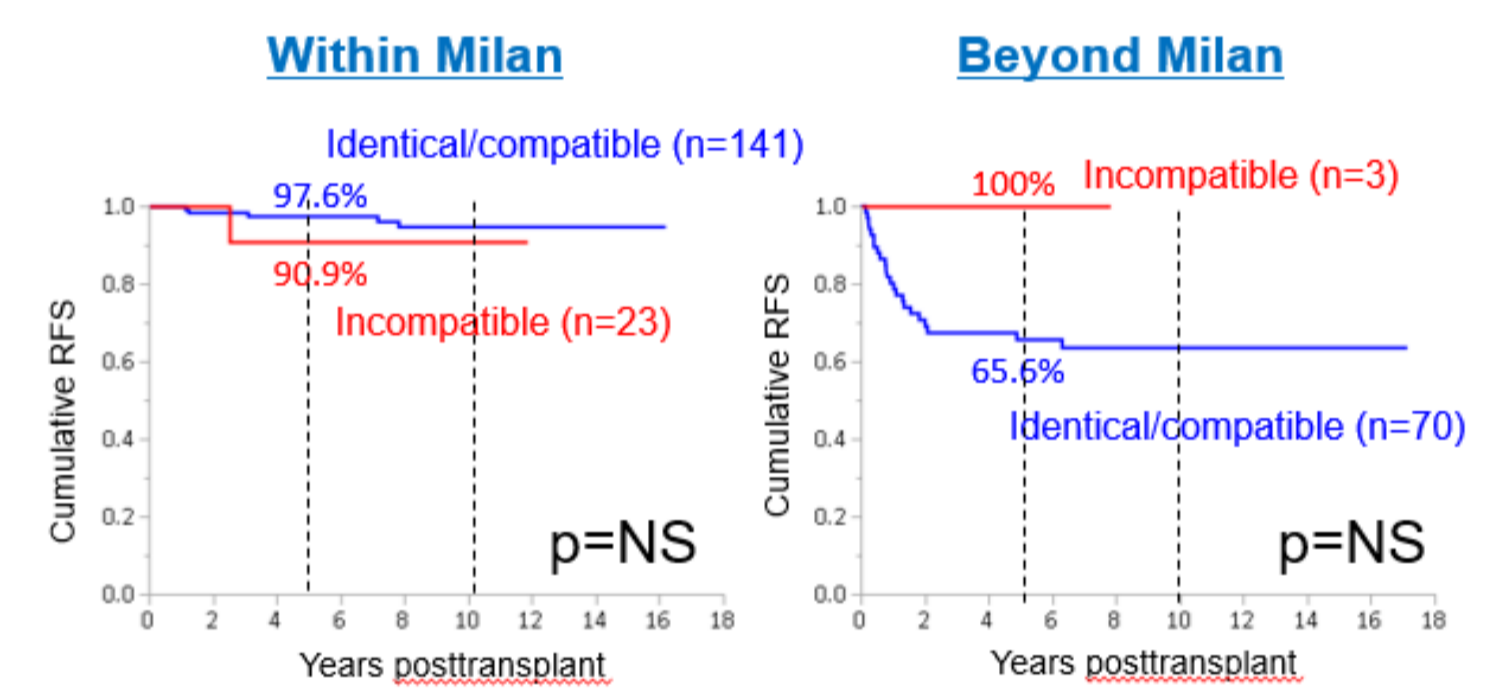 Within Milan
Identical/compatible (n=141)
97.6%
90.9%
Incompatible (n=23)
Cumulative RFS
1.0
0.8
0.6
0.4
0.2
0.0
p=NS
0 2 4 6 8 10 12 14 16 18
Years posttransplant
Beyond Milan
100% Incompatible (n=3)
65.6%
Identical/compatible (n=70)
Cumulative RFS
1.0
0.8
0.6
0.4
0.2
0.0
p=NS
0 2 4 6 8 10 12 14 16 18
Years posttransplant